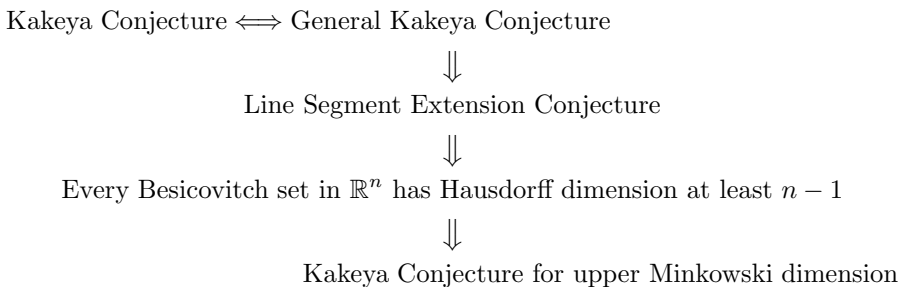 Kakeya Conjecture ⟺ General Kakeya Conjecture
⇓
Line Segment Extension Conjecture
⇓
Every Besicovitch set in ℝⁿ has Hausdorff dimension at least n − 1
⇓
Kakeya Conjecture for upper Minkowski dimension